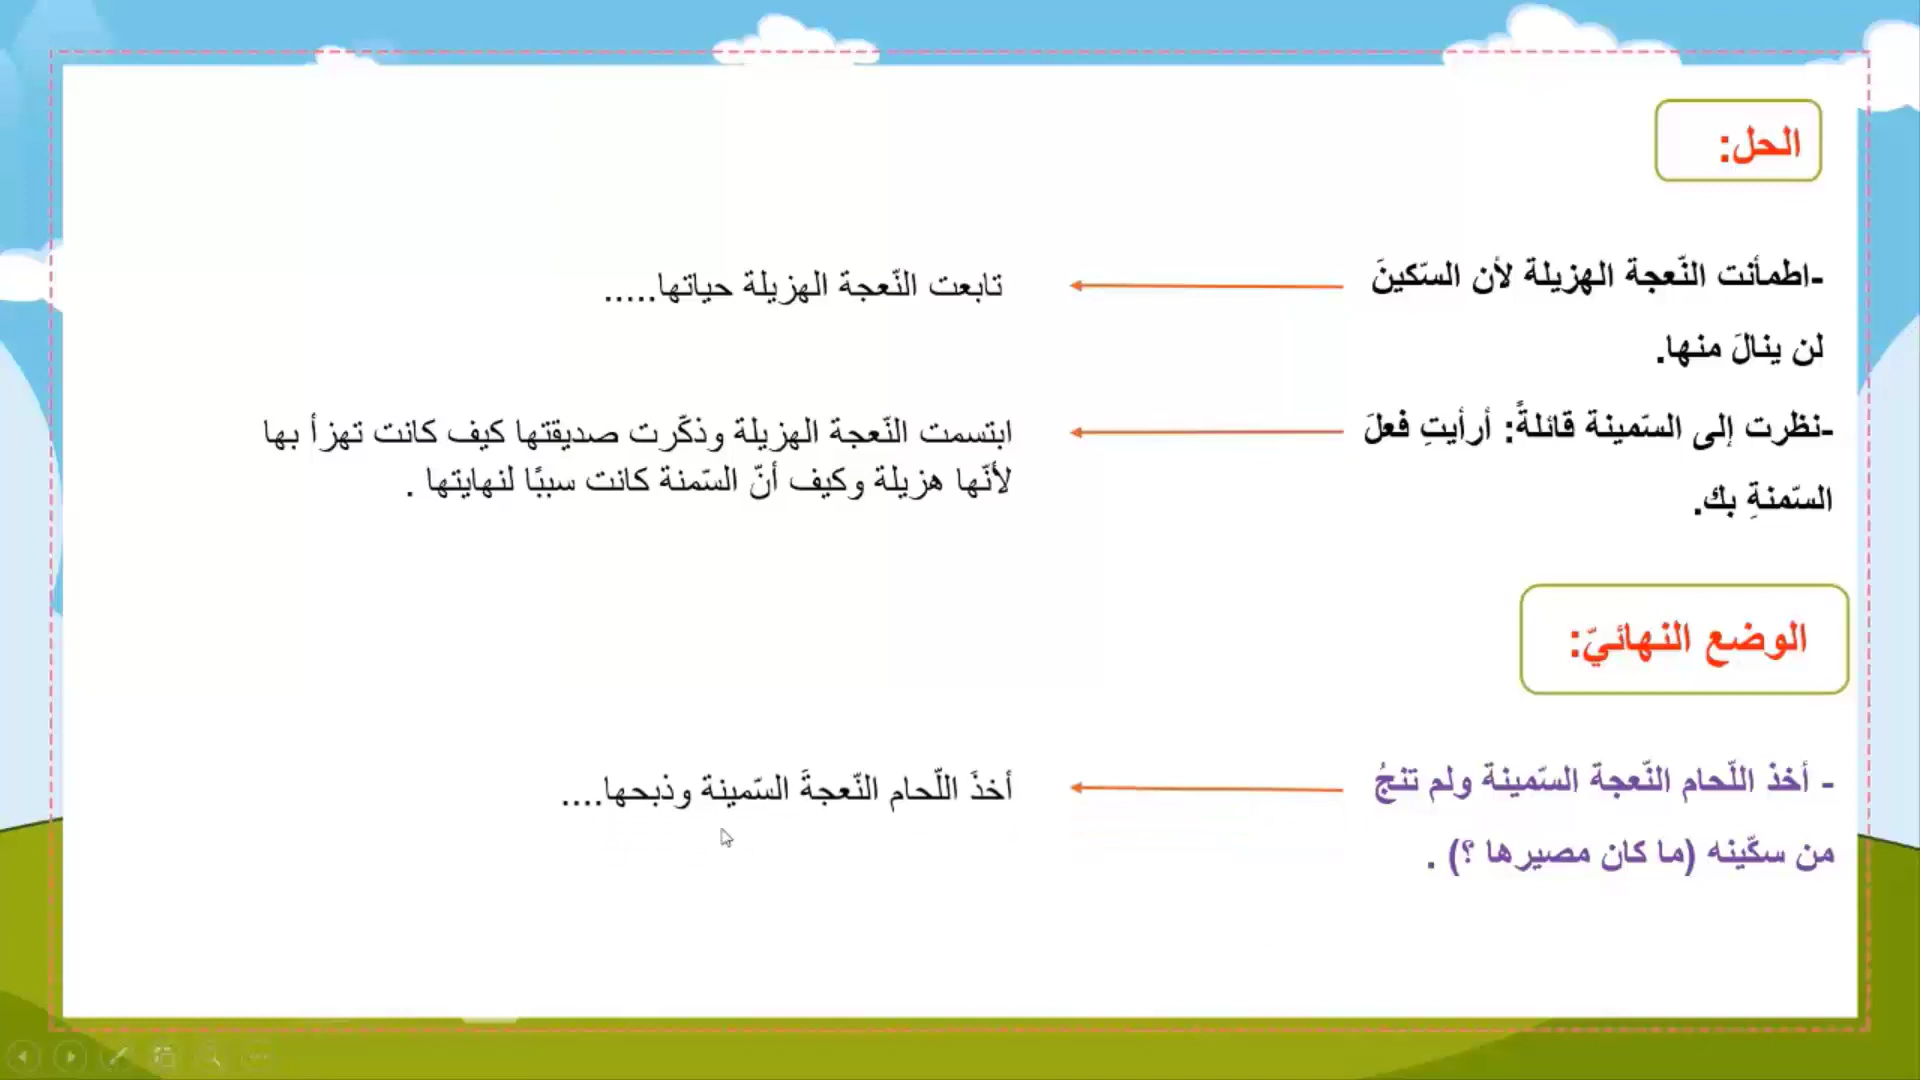 الحل:
-اطمأنت النّعجة الهزيلة لأن السّكينَ
لن ينالَ منها.
تابعت النّعجة الهزيلة حياتها.....
-نظرت إلى السّمينة قائلةً: أرأيتِ فعلَ
السّمنةِ بك.
ابتسمت النّعجة الهزيلة وذكّرت صديقتها كيف كانت تهزأ بها
لأنّها هزيلة وكيف أنّ السّمنة كانت سببًا لنهايتها .
الوضع النهائيّ:
- أخذ اللّحام النّعجة السّمينة ولم تنجُ
من سكّينه (ما كان مصيرها ؟) .
أخذَ اللّحام النّعجةَ السّمينة وذبحها....